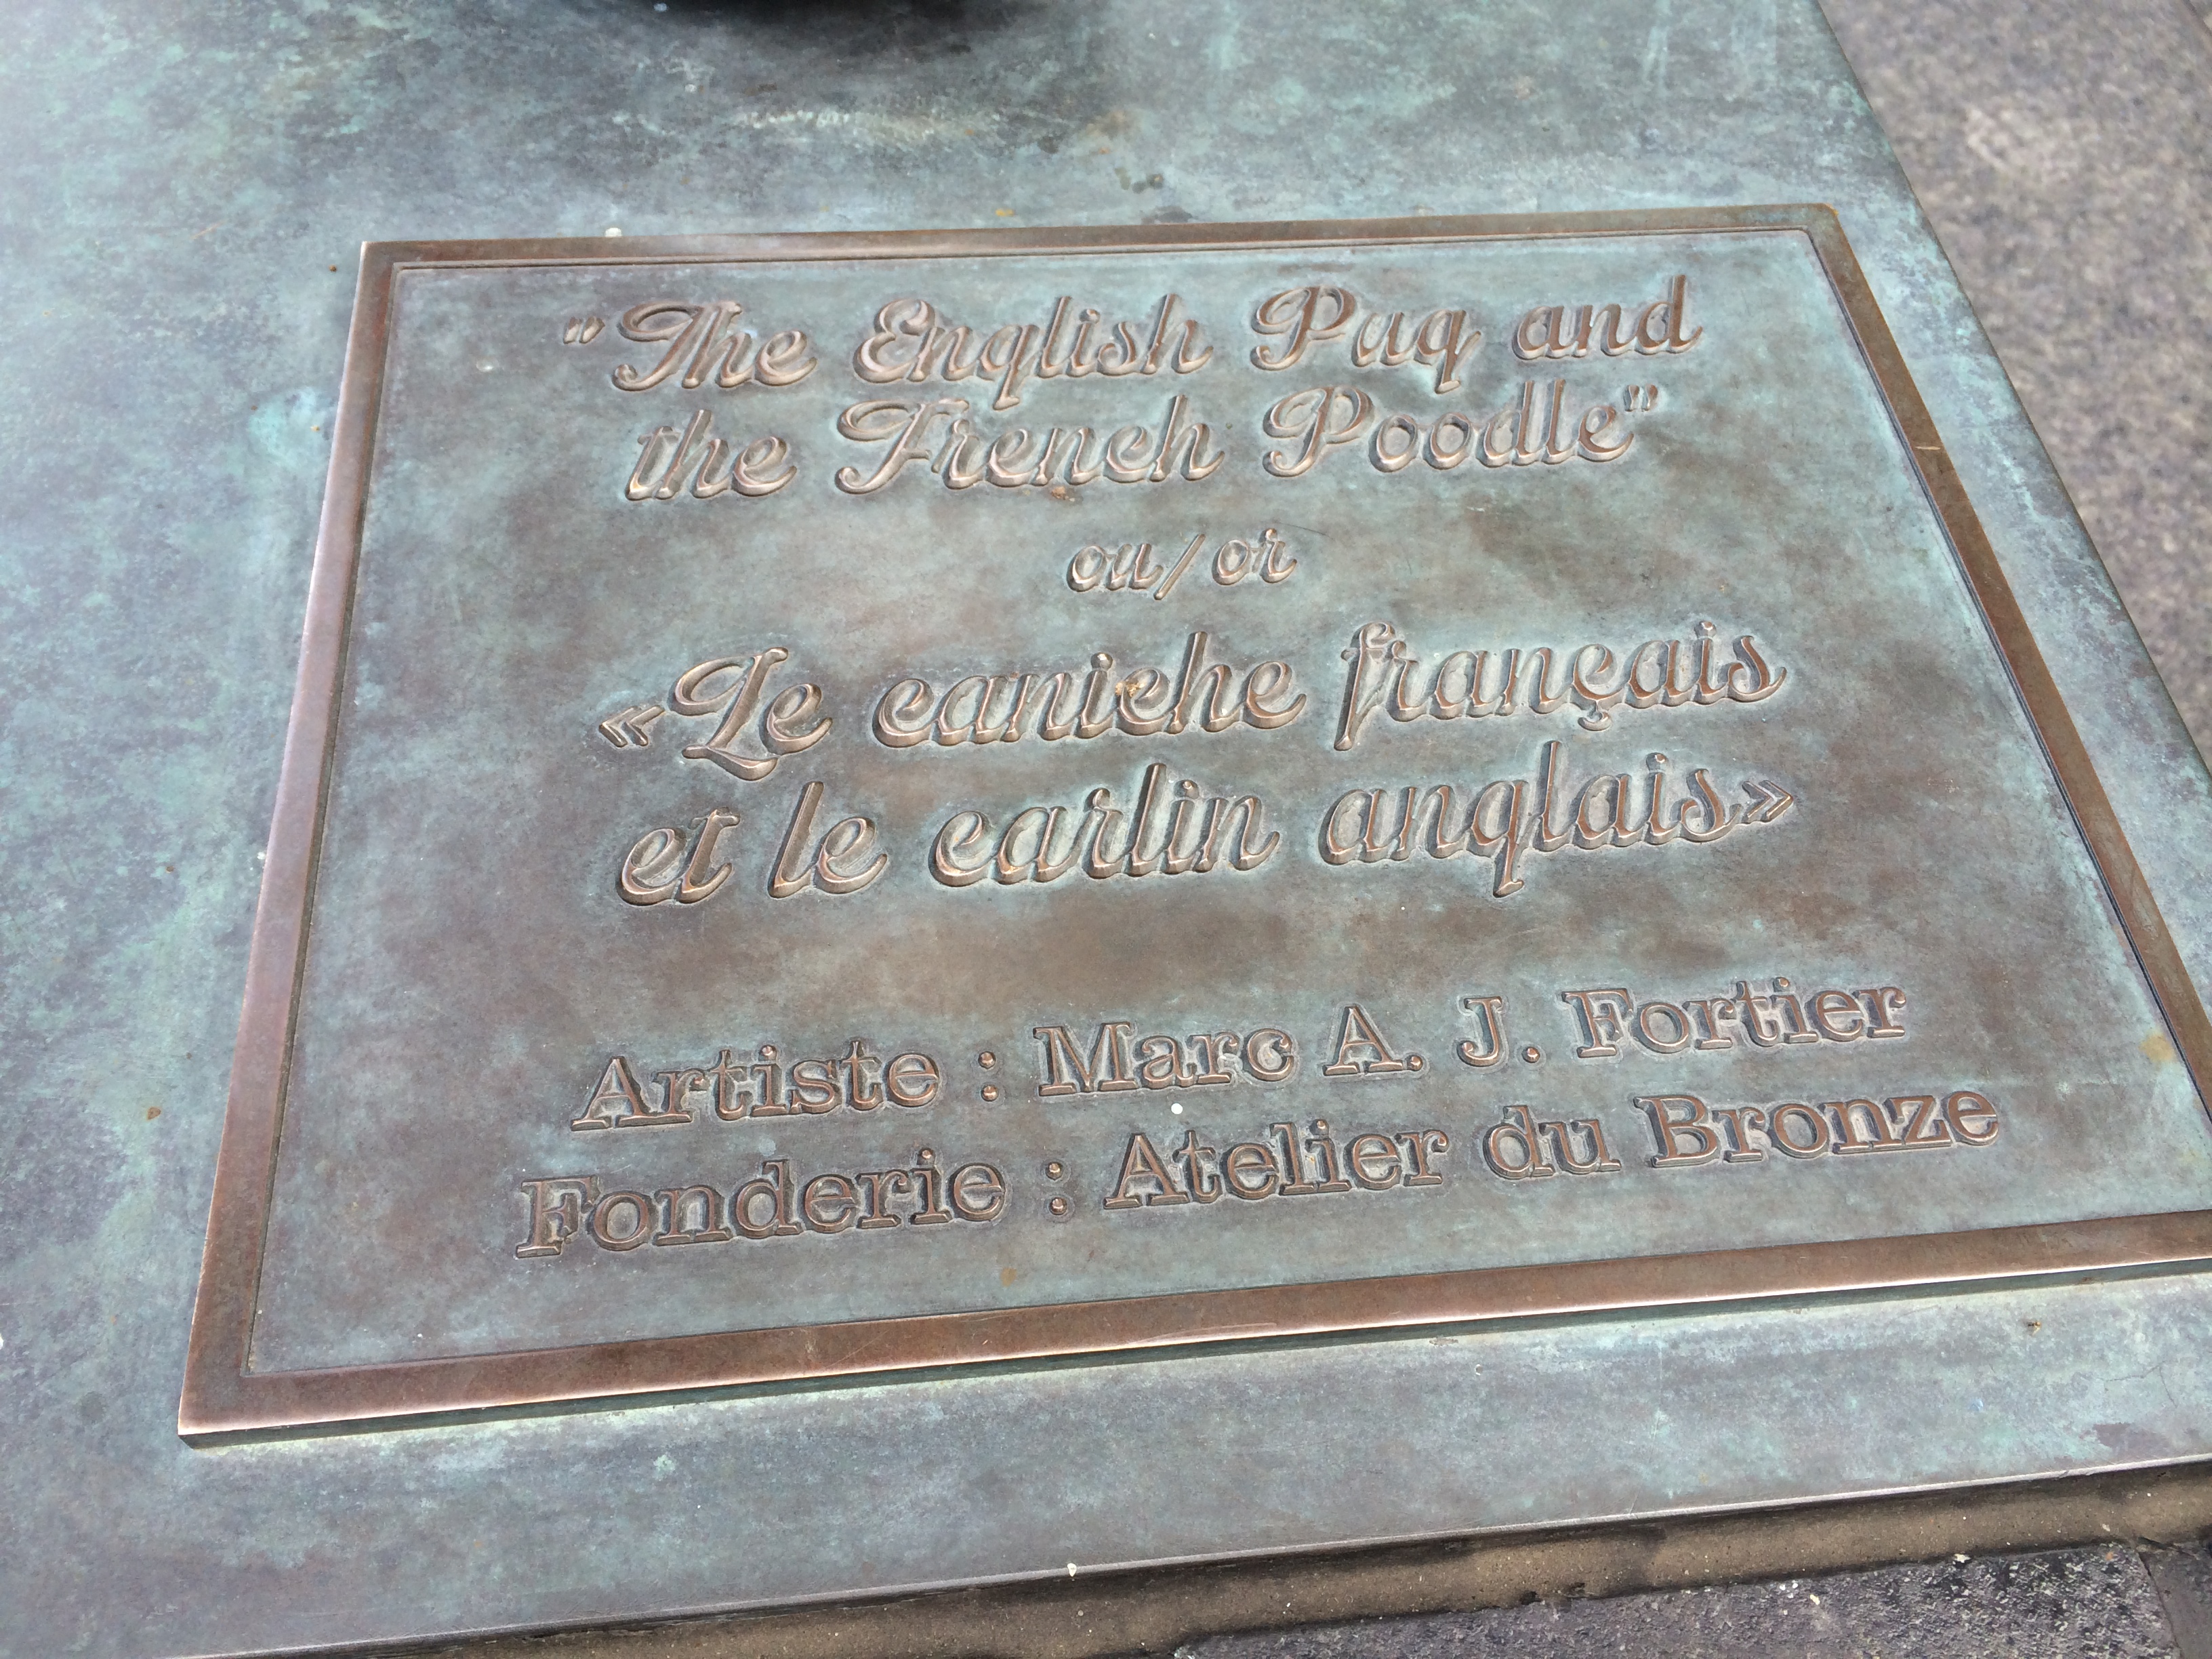 "The English Pug and
the French Poodle"
ou/or
«Le caniche français
et le carlin anglais»
Artiste : Marc A. J. Fortier
Fonderie : Atelier du Bronze